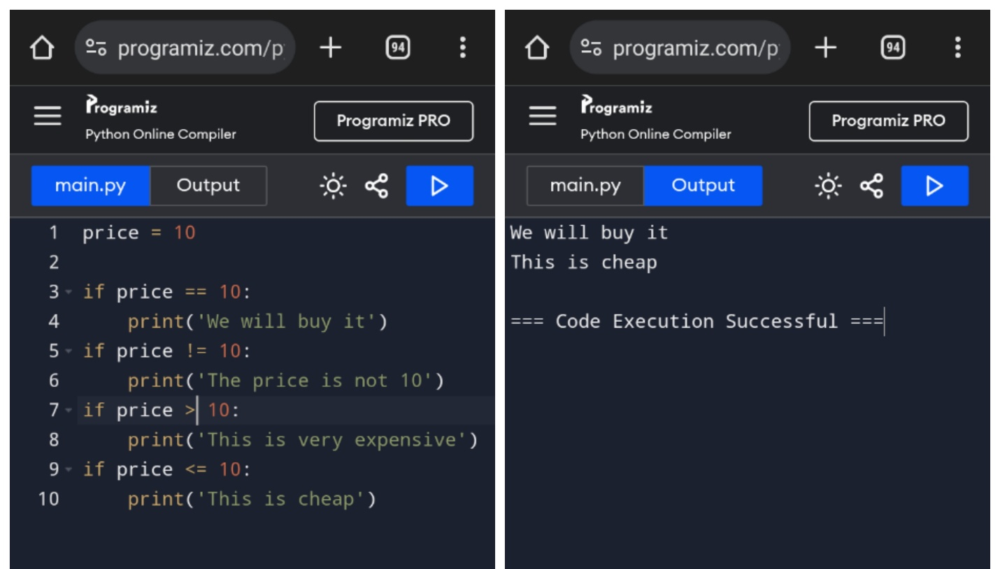 programiz.com/p
94
Programiz
Python Online Compiler
Programiz PRO
main.py
Output
1 price = 10
2
3 if price == 10:
4     print('We will buy it')
5 if price != 10:
6     print('The price is not 10')
7 if price > 10:
8     print('This is very expensive')
9 if price <= 10:
10     print('This is cheap')
programiz.com/p
94
Programiz
Python Online Compiler
Programiz PRO
main.py
Output
We will buy it
This is cheap
=== Code Execution Successful ===